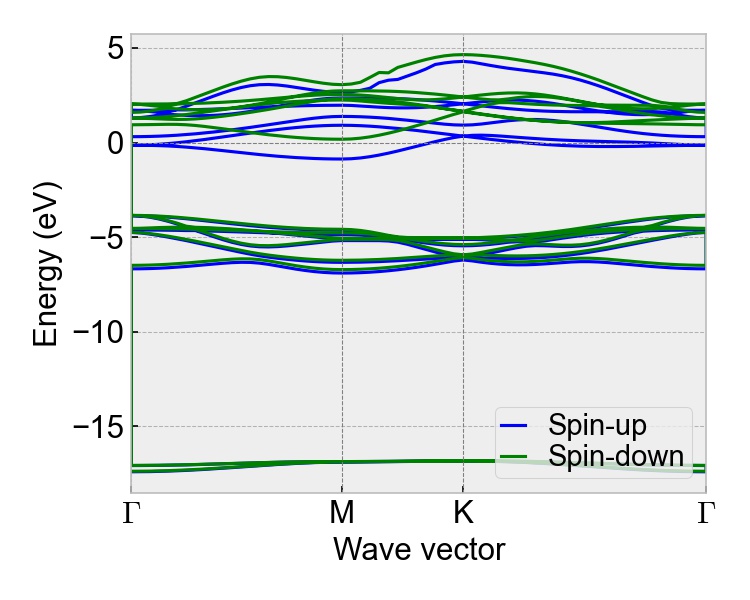 Energy (eV)
5
0
−5
−10
−15
Spin-up
Spin-down
Γ M K Γ
Wave vector